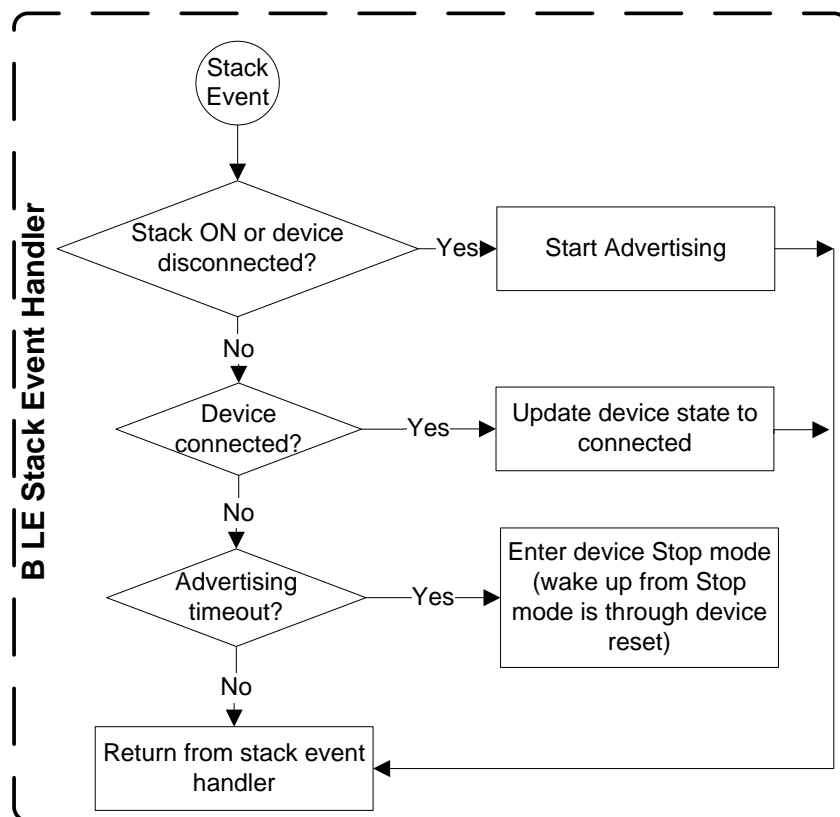 Stack
Event
Stack ON or device
disconnected?
Yes
Start Advertising
No
Device
connected?
Yes
Update device state to
connected
No
Advertising
timeout?
Yes
Enter device Stop mode
(wake up from Stop
mode is through device
reset)
No
Return from stack event
handler
B LE Stack Event Handler